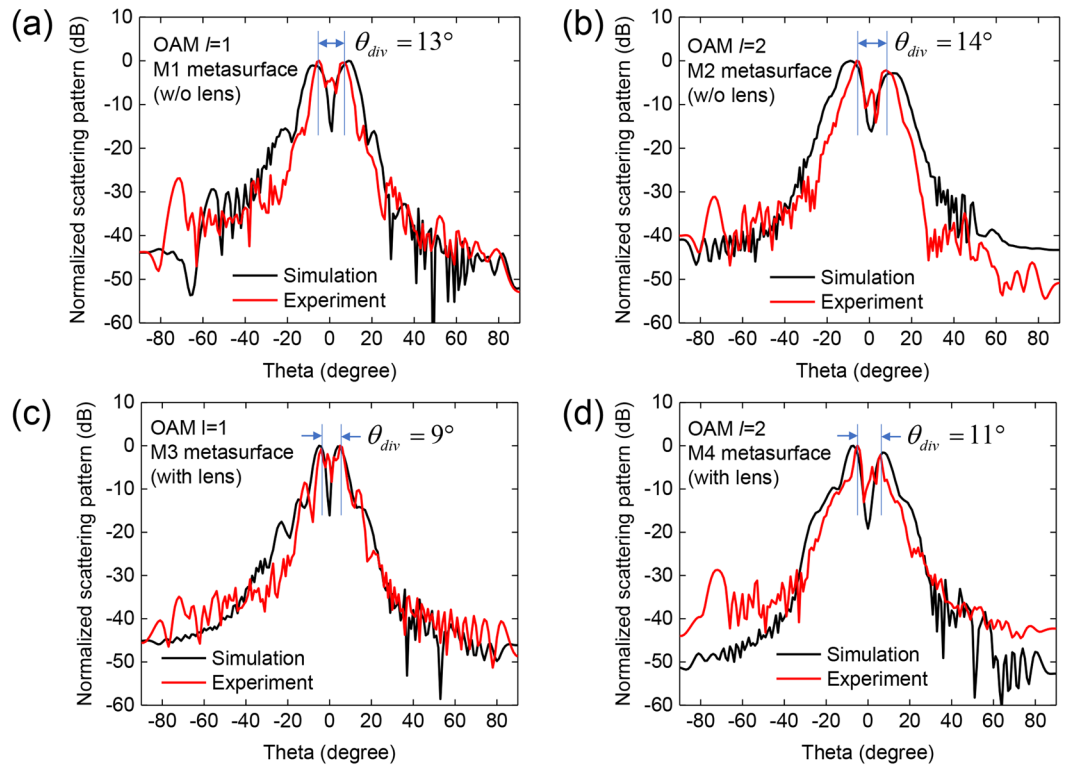 (a)
Normalized scattering pattern (dB)
10
0
-10
-20
-30
-40
-50
-60
OAM l=1
M1 metasurface
(w/o lens)
θdiv = 13°
Simulation
Experiment
-80 -60 -40 -20 0 20 40 60 80
Theta (degree)
(b)
Normalized scattering pattern (dB)
10
0
-10
-20
-30
-40
-50
-60
OAM l=2
M2 metasurface
(w/o lens)
θdiv = 14°
Simulation
Experiment
-80 -60 -40 -20 0 20 40 60 80
Theta (degree)
(c)
Normalized scattering pattern (dB)
10
0
-10
-20
-30
-40
-50
-60
OAM l=1
M3 metasurface
(with lens)
θdiv = 9°
Simulation
Experiment
-80 -60 -40 -20 0 20 40 60 80
Theta (degree)
(d)
Normalized scattering pattern (dB)
10
0
-10
-20
-30
-40
-50
-60
OAM l=2
M4 metasurface
(with lens)
θdiv = 11°
Simulation
Experiment
-80 -60 -40 -20 0 20 40 60 80
Theta (degree)